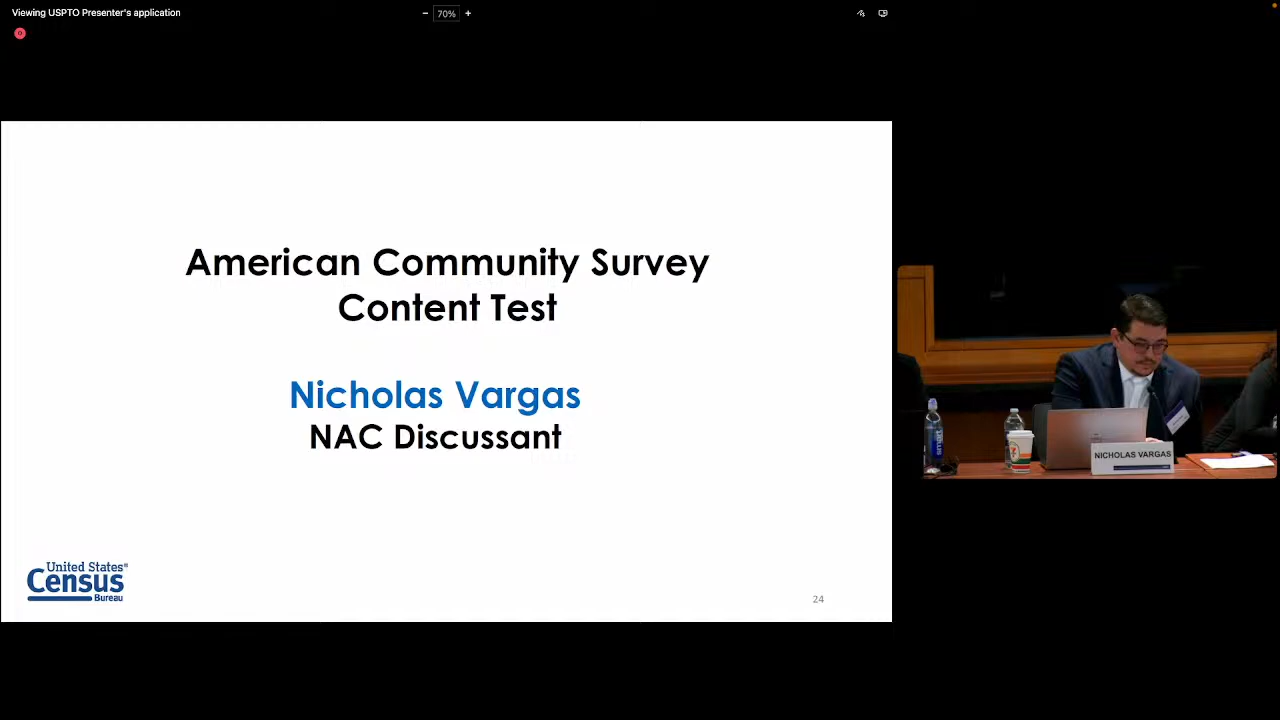 Viewing USPTO Presenter's application
− 70% +
American Community Survey
Content Test
Nicholas Vargas
NAC Discussant
United States®
Census
Bureau
24
NICHOLAS VARGAS